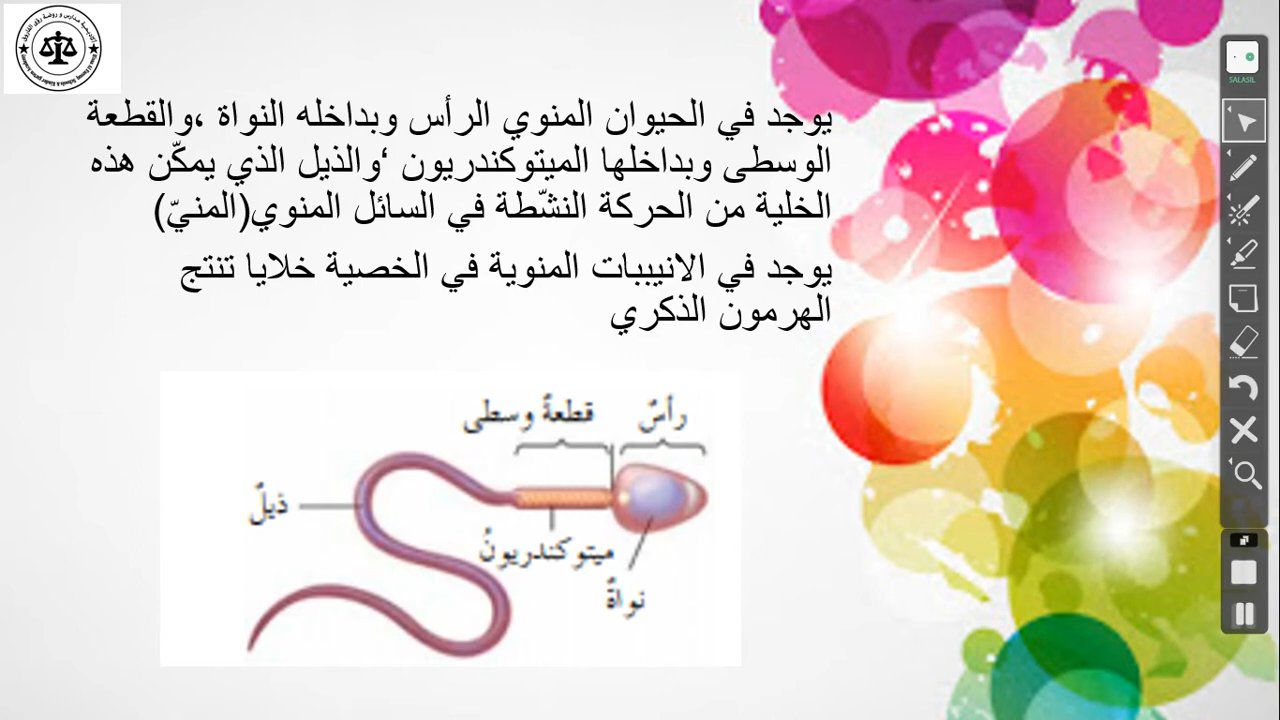 يوجد في الحيوان المنوي الرأس وبداخله النواة ،والقطعة
الوسطى وبداخلها الميتوكندريون ‘والذيل الذي يمكّن هذه
الخلية من الحركة النشّطة في السائل المنوي(المنيّ)
يوجد في الانيببات المنوية في الخصية خلايا تنتج
الهرمون الذكري
رأسٌ
قطعةٌ وسطى
ذيلٌ
ميتوكندريونٌ
نواةٌ
SALASIL